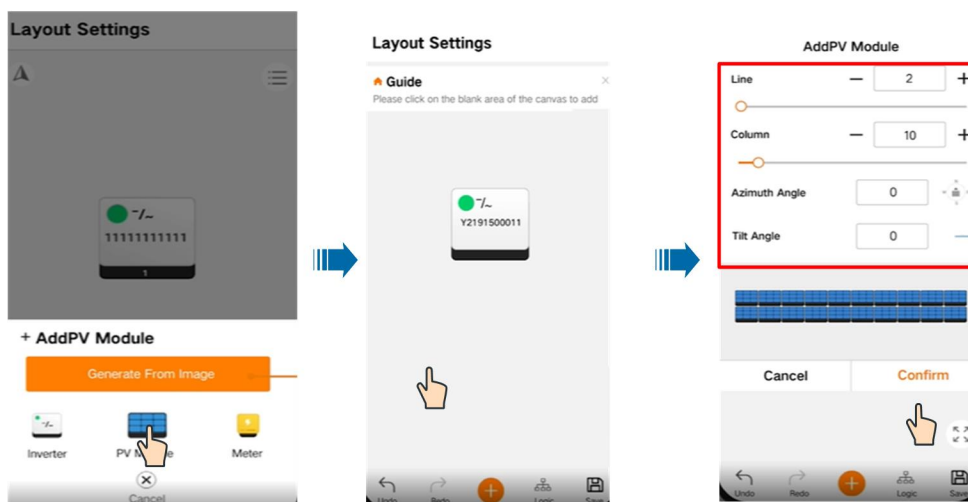 Layout Settings
11111111111
1
+ AddPV Module
Generate From Image
Inverter
Meter
Cancel
Layout Settings
Guide
Please click on the blank area of the canvas to add
Y2191500011
Undo
Redo
Logic
Save
AddPV Module
Line
2
Column
10
Azimuth Angle
0
Tilt Angle
0
Cancel
Confirm
Undo
Redo
Logic
Save